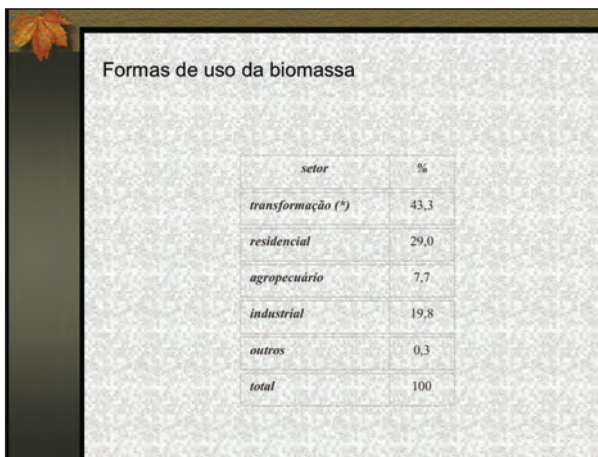 Formas de uso da biomassa
setor %
transformação (*) 43,3
residencial 29,0
agropecuário 7,7
industrial 19,8
outros 0,3
total 100